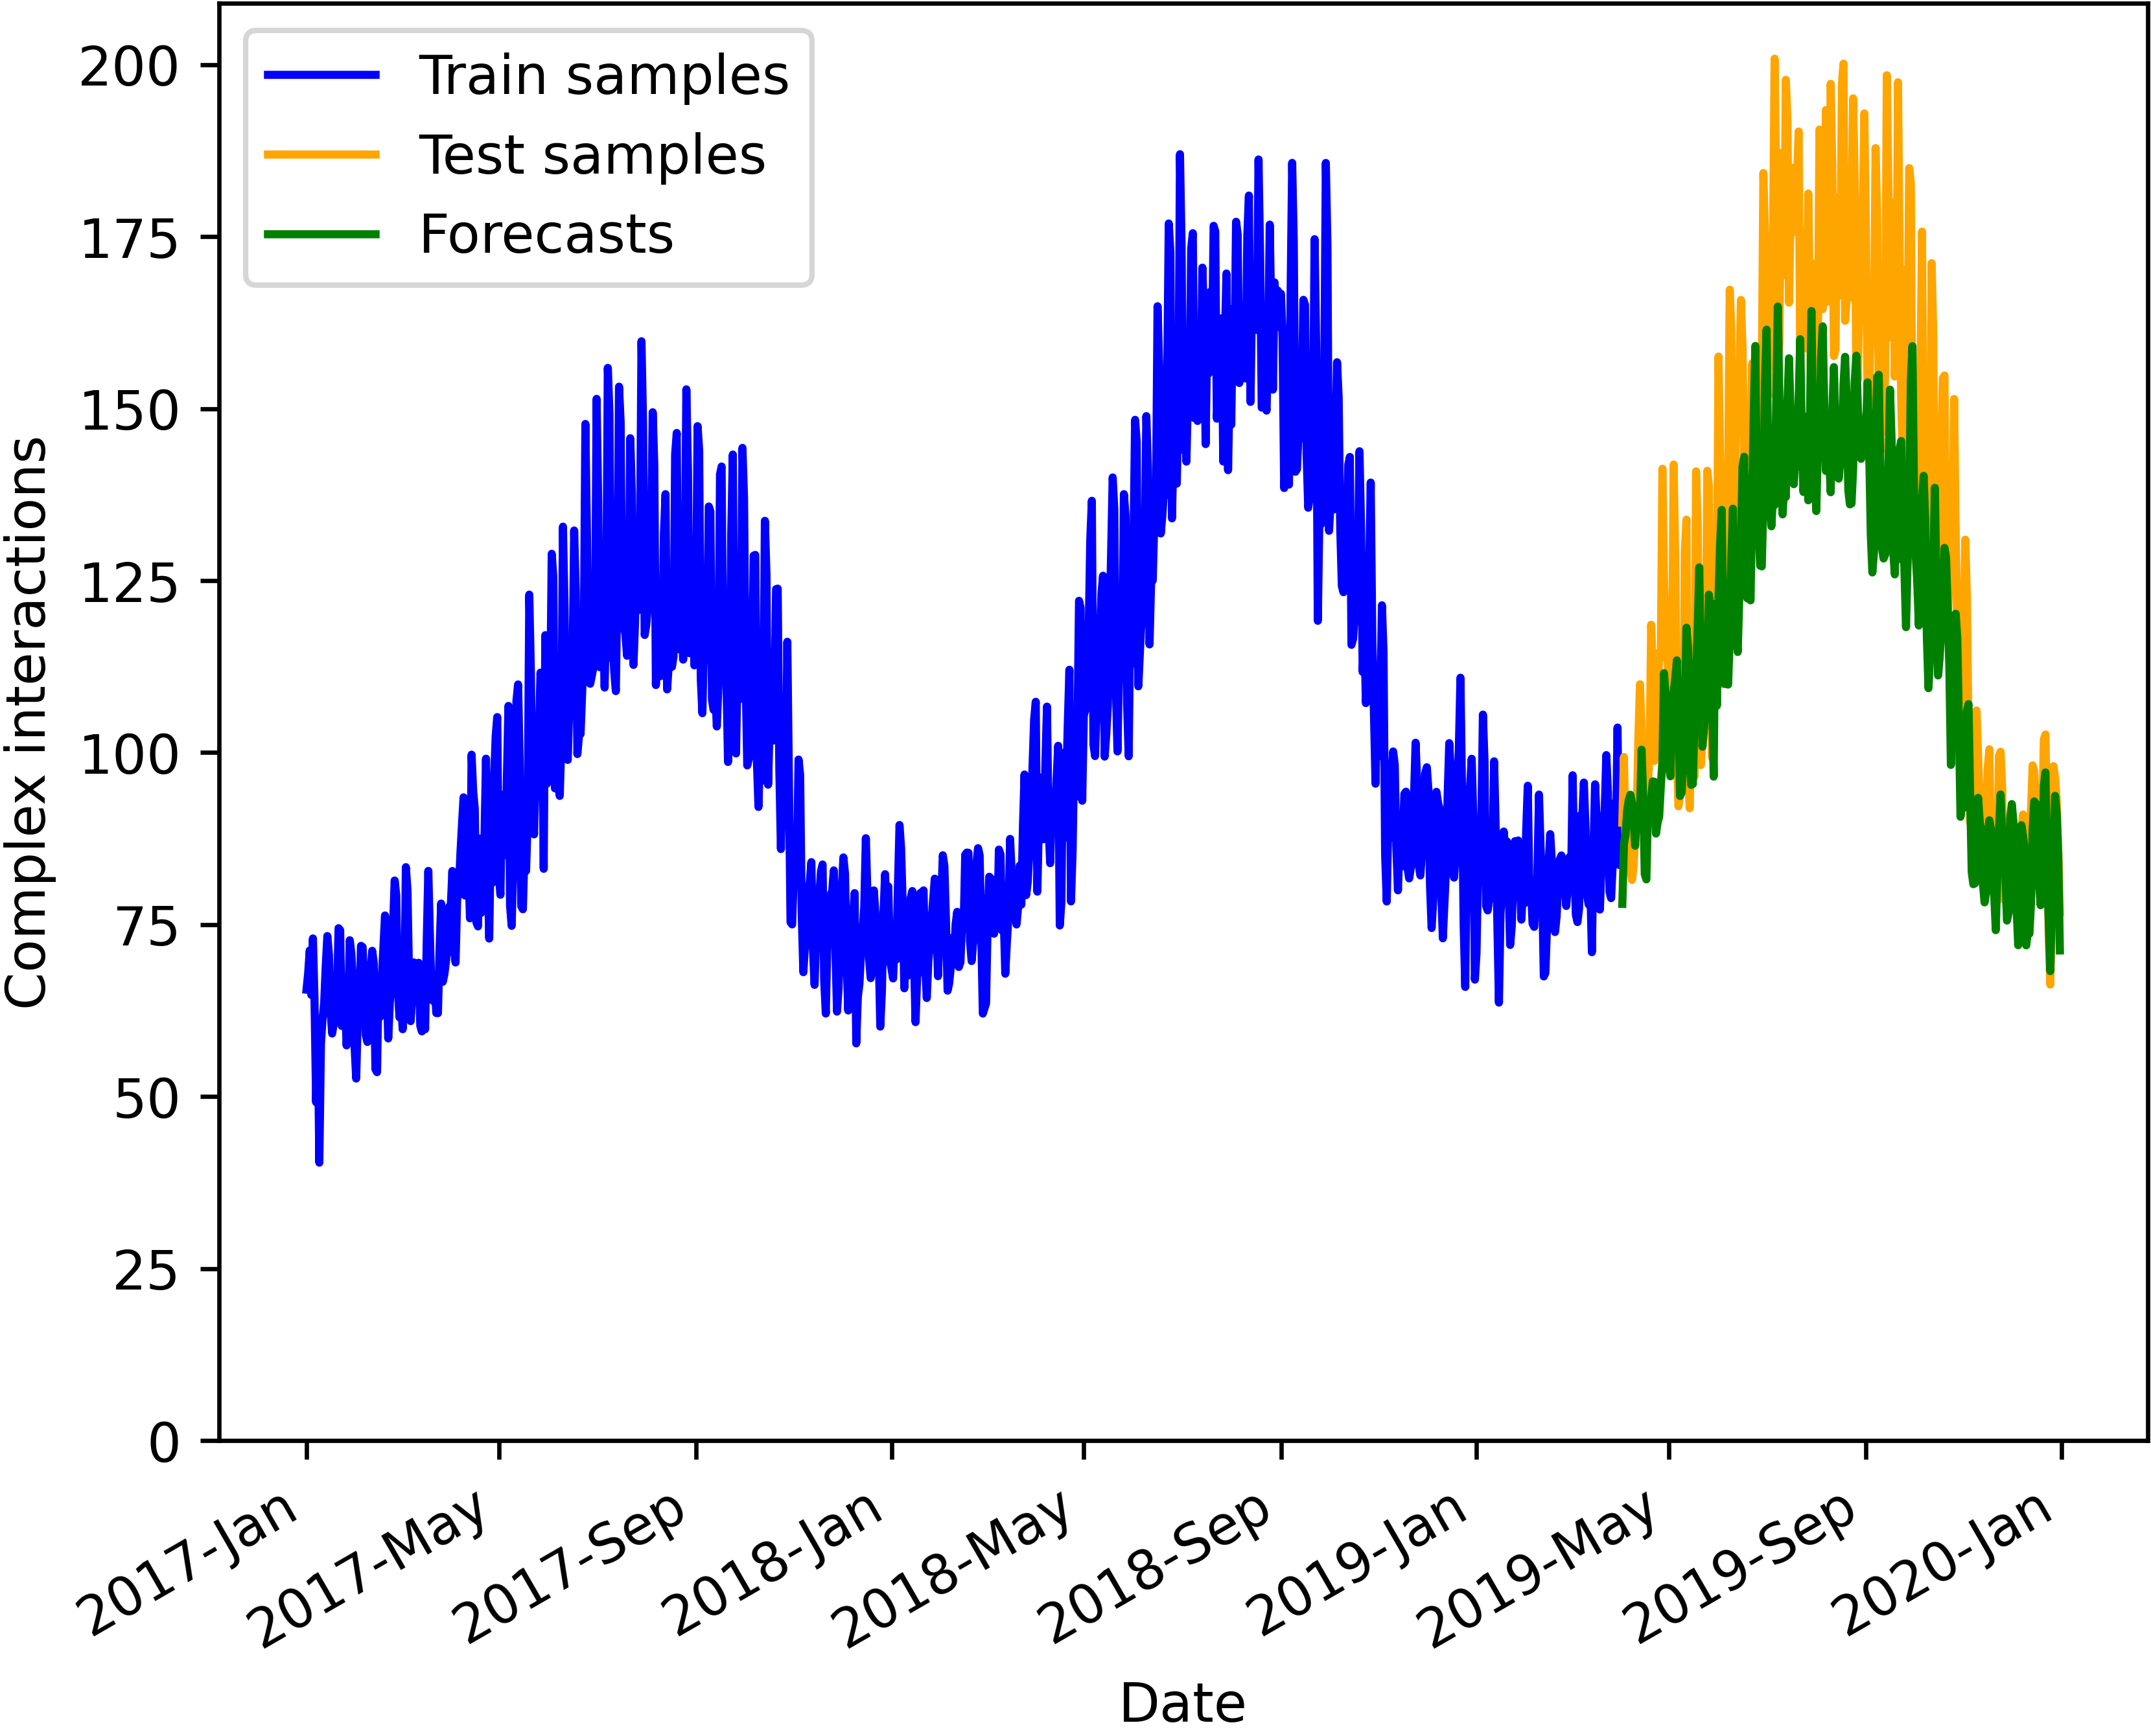 Train samples
Test samples
Forecasts
200
175
150
125
100
75
50
25
0
Complex interactions
2017-Jan
2017-May
2017-Sep
2018-Jan
2018-May
2018-Sep
2019-Jan
2019-May
2019-Sep
2020-Jan
Date